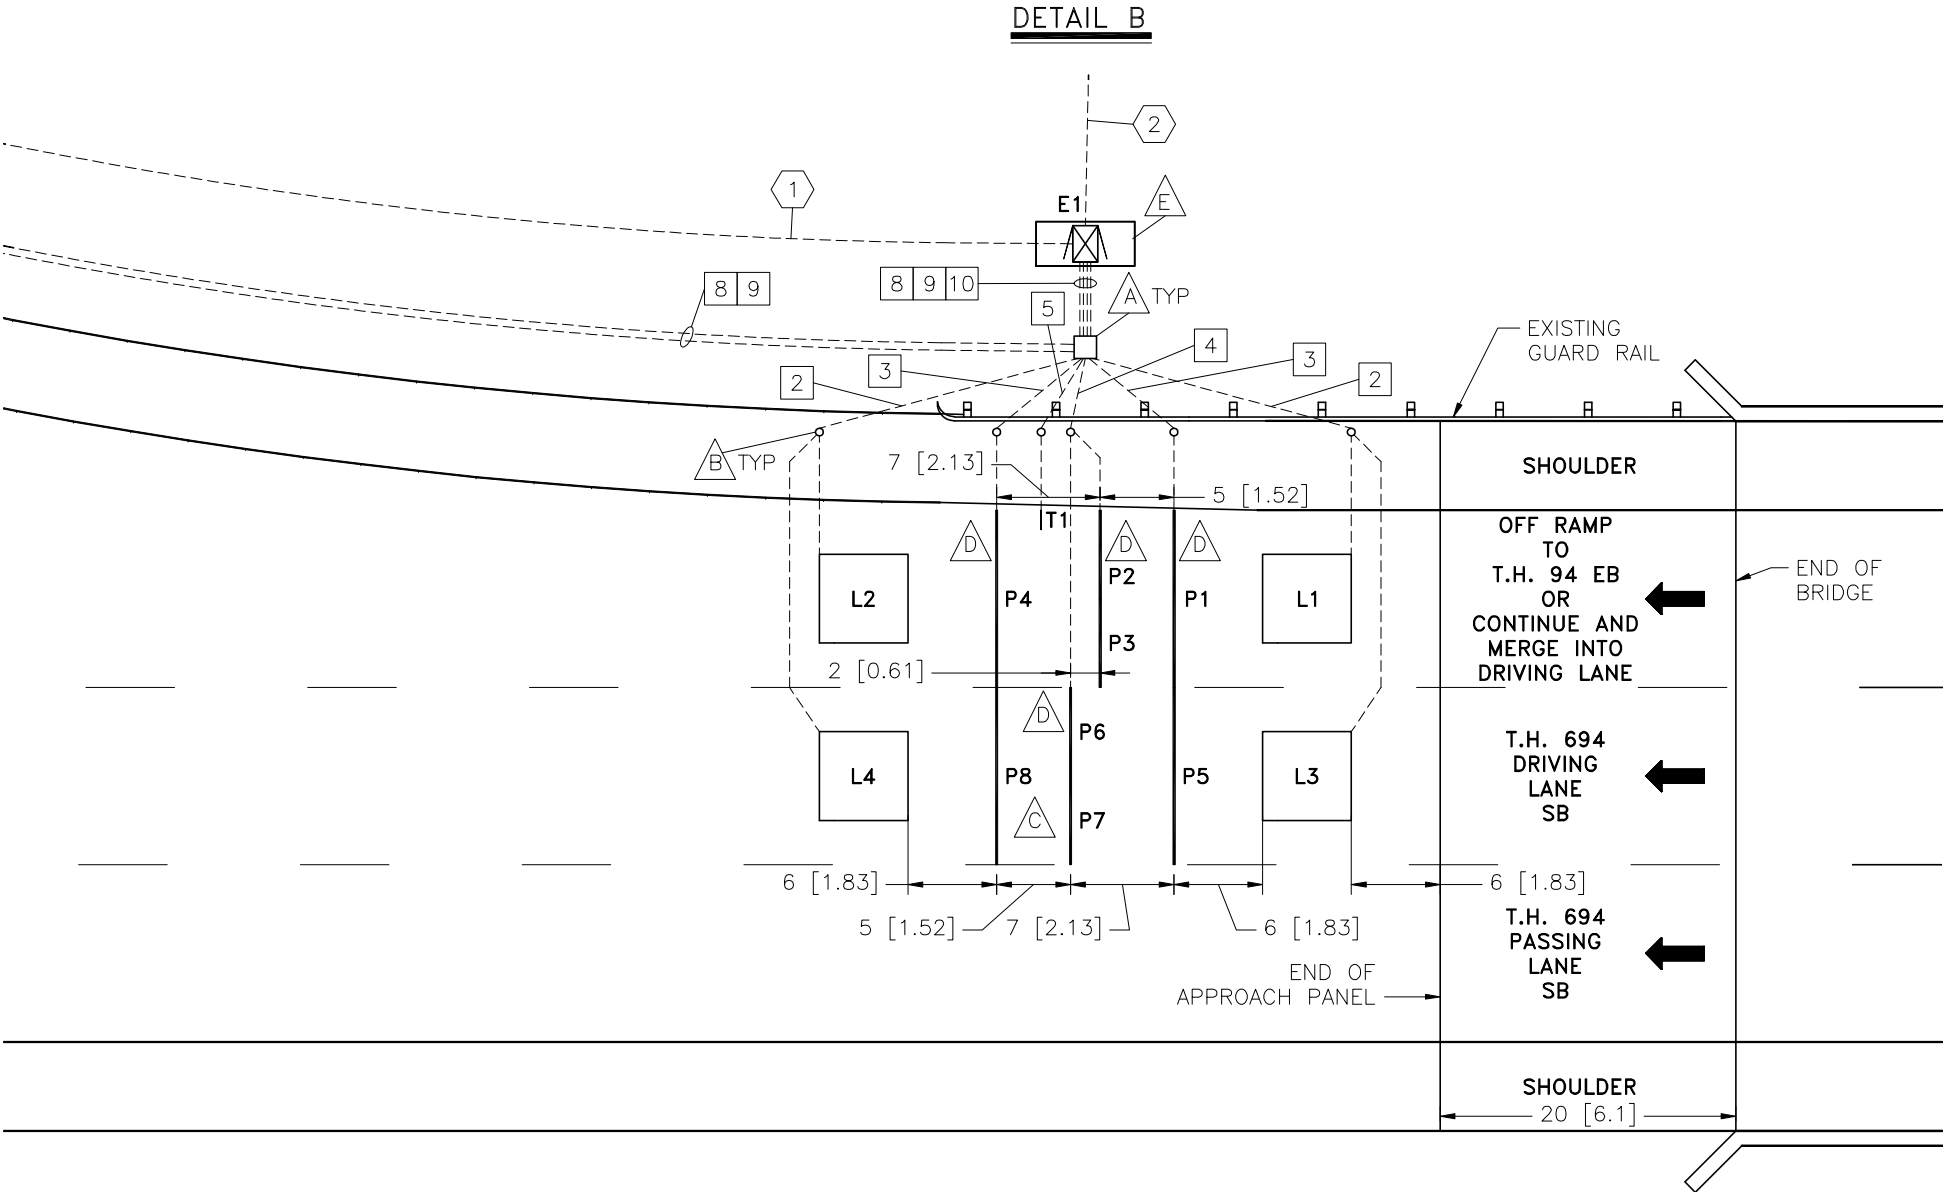 DETAIL B
2
1
E1
E
8 9
8 9 10
A TYP
5
4
3
3
2
2
EXISTING
GUARD RAIL
B TYP
7 [2.13]
5 [1.52]
SHOULDER
T1
D
D
D
OFF RAMP
TO
T.H. 94 EB
OR
CONTINUE AND
MERGE INTO
DRIVING LANE
END OF
BRIDGE
P2
L2
P4
P1
L1
P3
2 [0.61]
D
P6
T.H. 694
DRIVING
LANE
SB
L4
P8
P5
L3
C
P7
6 [1.83]
6 [1.83]
5 [1.52]
7 [2.13]
6 [1.83]
T.H. 694
PASSING
LANE
SB
END OF
APPROACH PANEL
SHOULDER
20 [6.1]